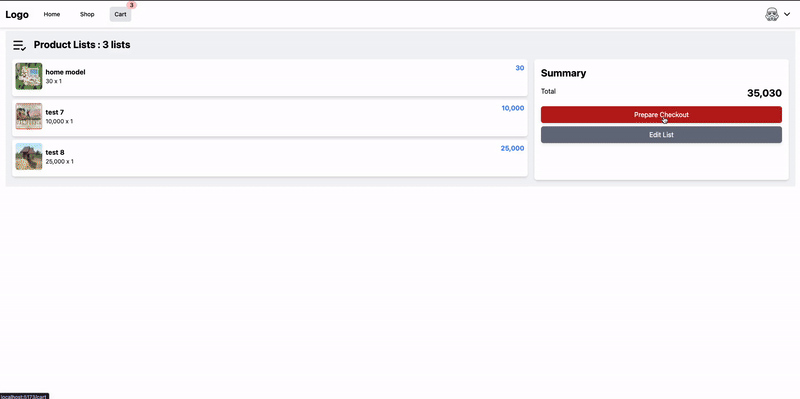 Logo
Home
Shop
Cart
3
Product Lists : 3 lists
home model
30 x 1
30
test 7
10,000 x 1
10,000
test 8
25,000 x 1
25,000
Summary
Total
35,030
Prepare Checkout
Edit List
localhost:5173/cart